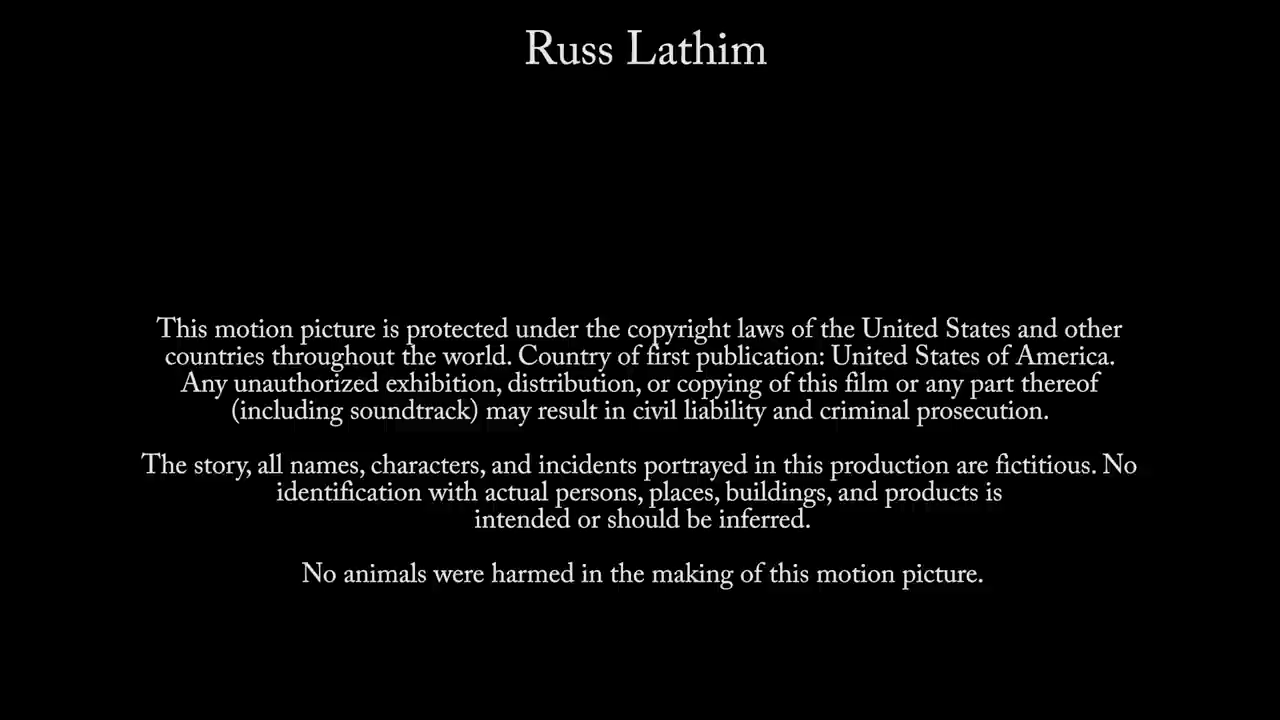 Russ Lathim
This motion picture is protected under the copyright laws of the United States and other
countries throughout the world. Country of first publication: United States of America.
Any unauthorized exhibition, distribution, or copying of this film or any part thereof
(including soundtrack) may result in civil liability and criminal prosecution.
The story, all names, characters, and incidents portrayed in this production are fictitious. No
identification with actual persons, places, buildings, and products is
intended or should be inferred.
No animals were harmed in the making of this motion picture.